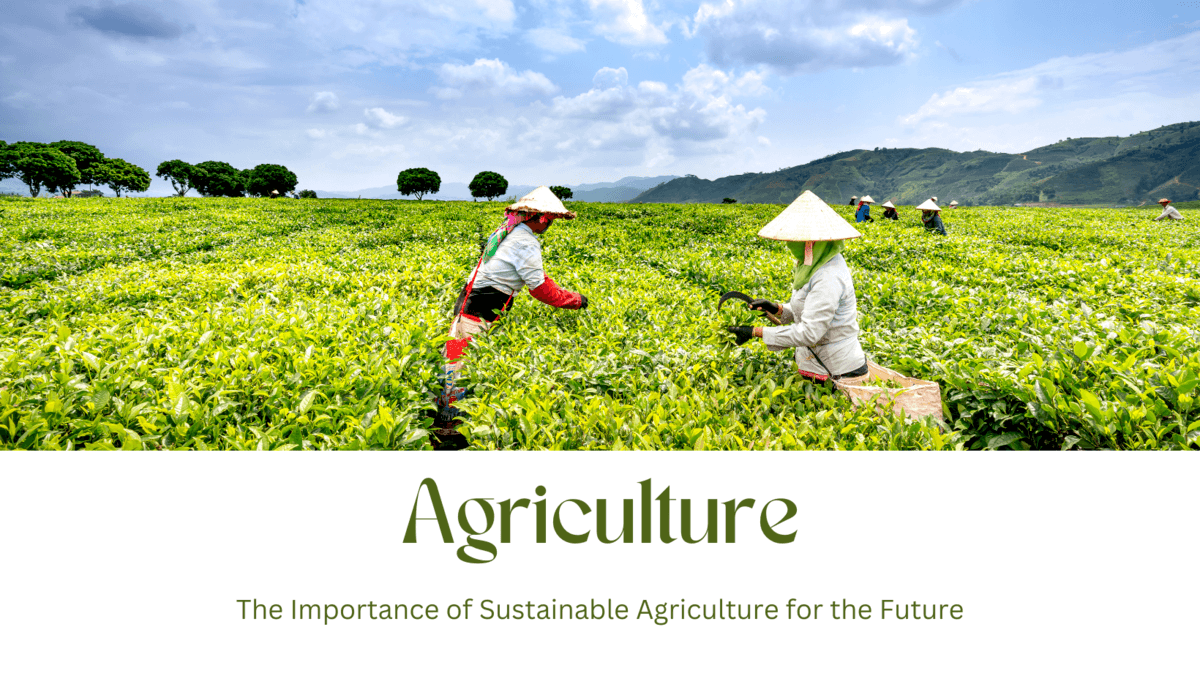 Agriculture
The Importance of Sustainable Agriculture for the Future